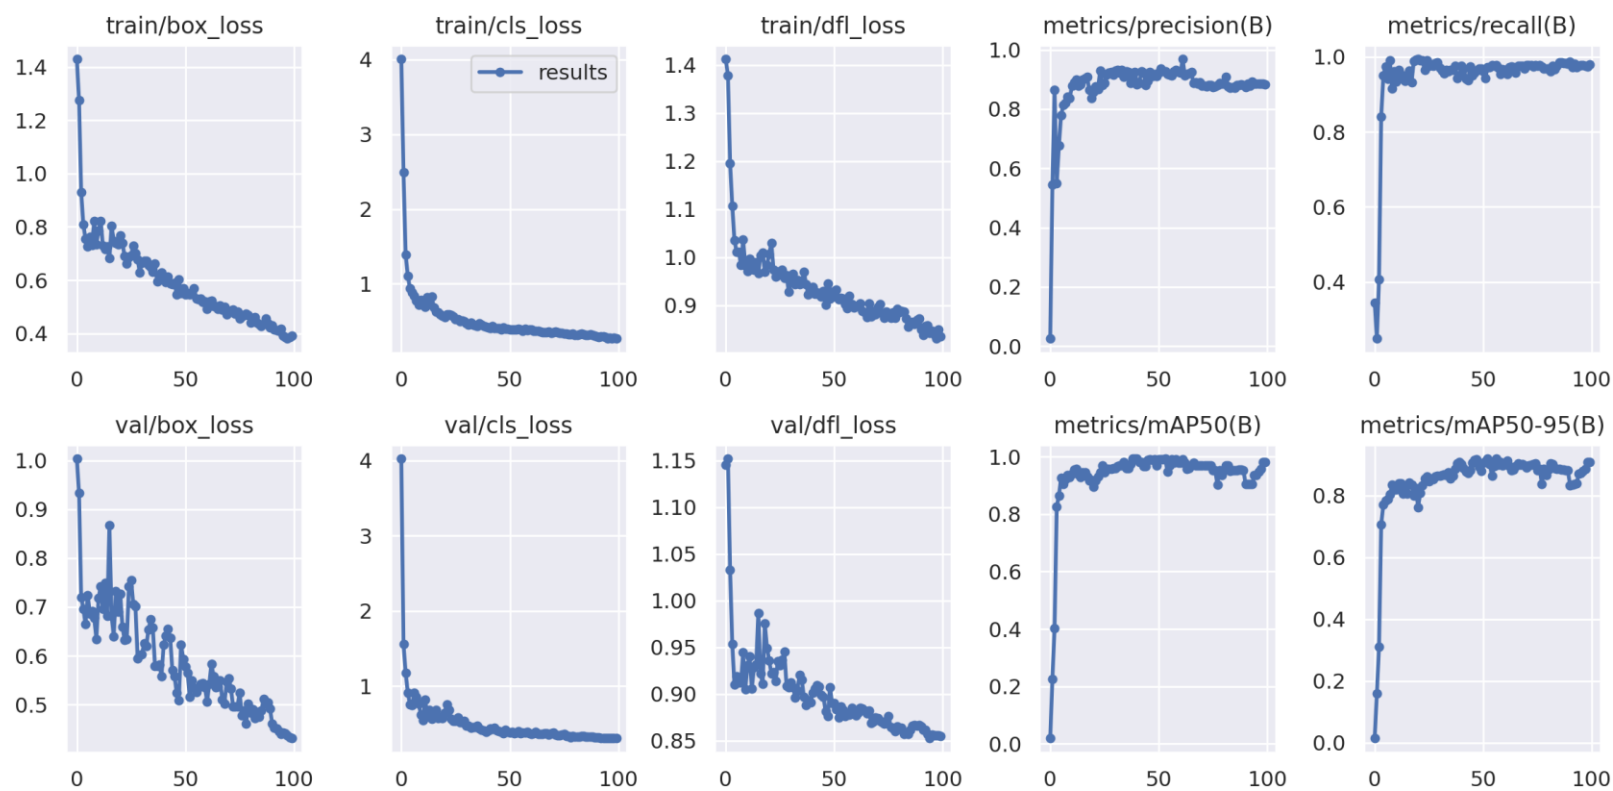 train/box_loss
1.4
1.2
1.0
0.8
0.6
0.4
0 50 100
train/cls_loss
results
4
3
2
1
0 50 100
train/dfl_loss
1.4
1.3
1.2
1.1
1.0
0.9
0 50 100
metrics/precision(B)
1.0
0.8
0.6
0.4
0.2
0.0
0 50 100
metrics/recall(B)
1.0
0.8
0.6
0.4
0 50 100
val/box_loss
1.0
0.9
0.8
0.7
0.6
0.5
0 50 100
val/cls_loss
4
3
2
1
0 50 100
val/dfl_loss
1.15
1.10
1.05
1.00
0.95
0.90
0.85
0 50 100
metrics/mAP50(B)
1.0
0.8
0.6
0.4
0.2
0.0
0 50 100
metrics/mAP50-95(B)
0.8
0.6
0.4
0.2
0.0
0 50 100